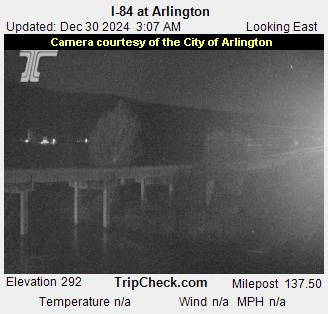 I-84 at Arlington
Updated: Dec 30 2024 3:07 AM Looking East
Camera courtesy of the City of Arlington
Elevation 292 TripCheck.com Milepost 137.50
Temperature n/a Wind n/a MPH n/a